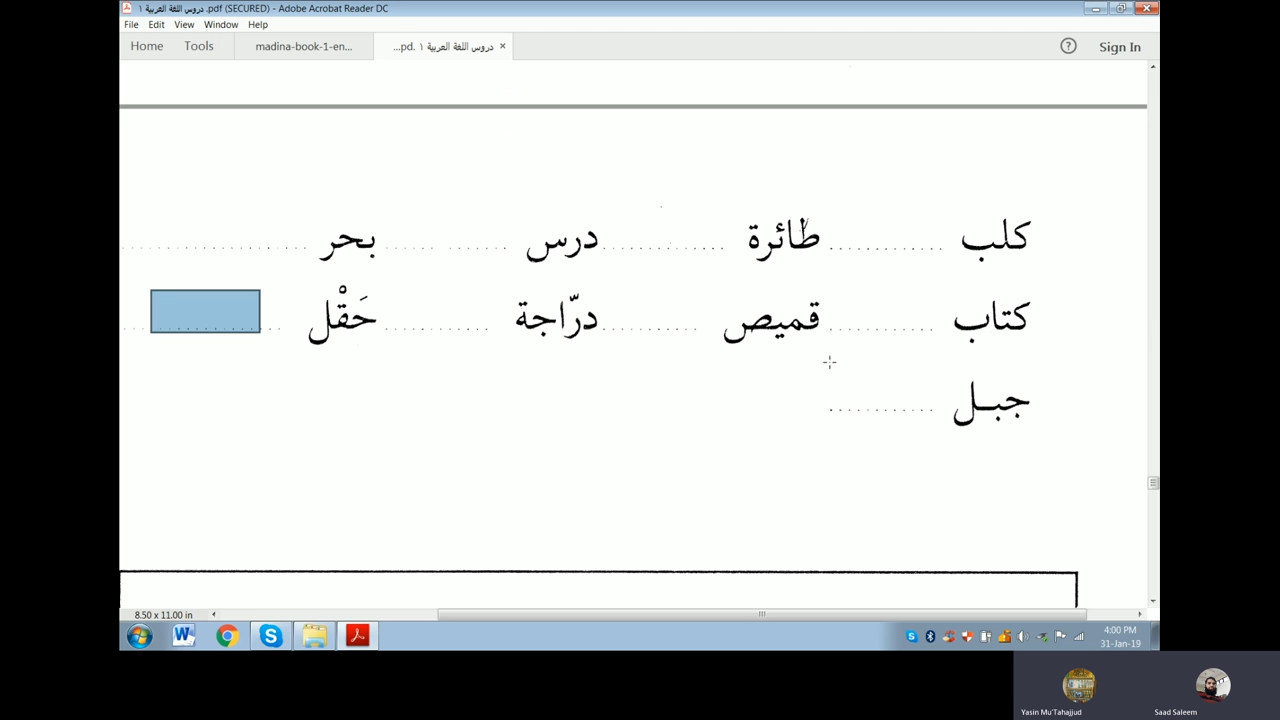 دروس اللغة العربية ١.pdf (SECURED) - Adobe Acrobat Reader DC
File Edit View Window Help
Home Tools madina-book-1-en... دروس اللغة العربية ١ .pd... × ? Sign In
كلب ............ طائرة ............ درس ............ بحر ............
كتاب ............ قميص ............ درّاجة ............ حَقْل ............
جبـل ............
8.50 x 11.00 in
4:00 PM
31-Jan-19
Yasin Mu'Tahajjud Saad Saleem